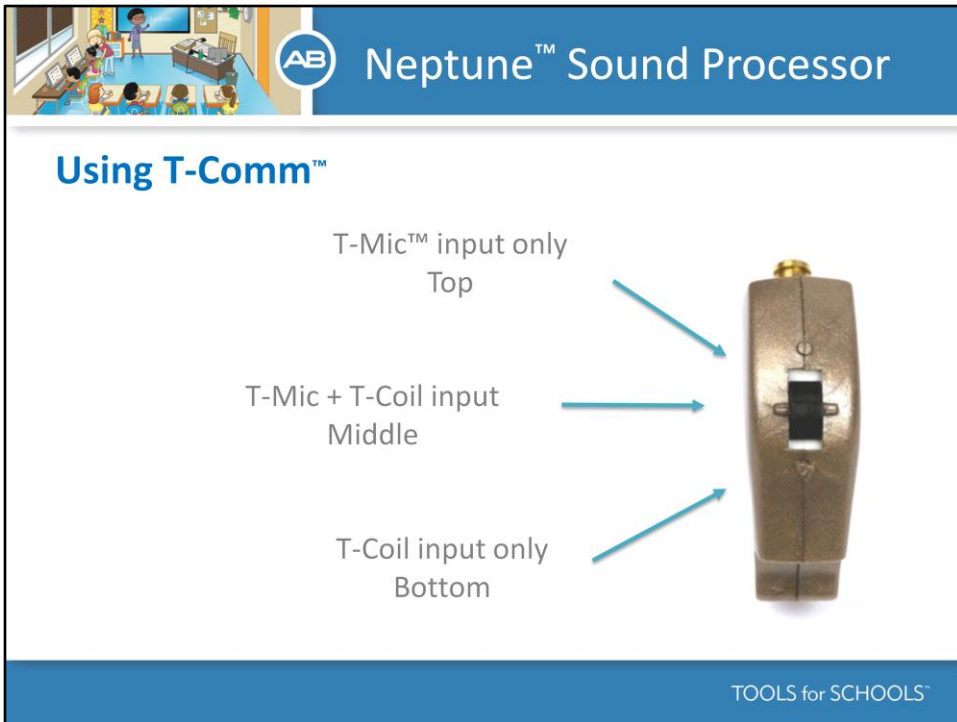 AB
Neptune™ Sound Processor
Using T-Comm™
T-Mic™ input only
Top
T-Mic + T-Coil input
Middle
T-Coil input only
Bottom
TOOLS for SCHOOLS™